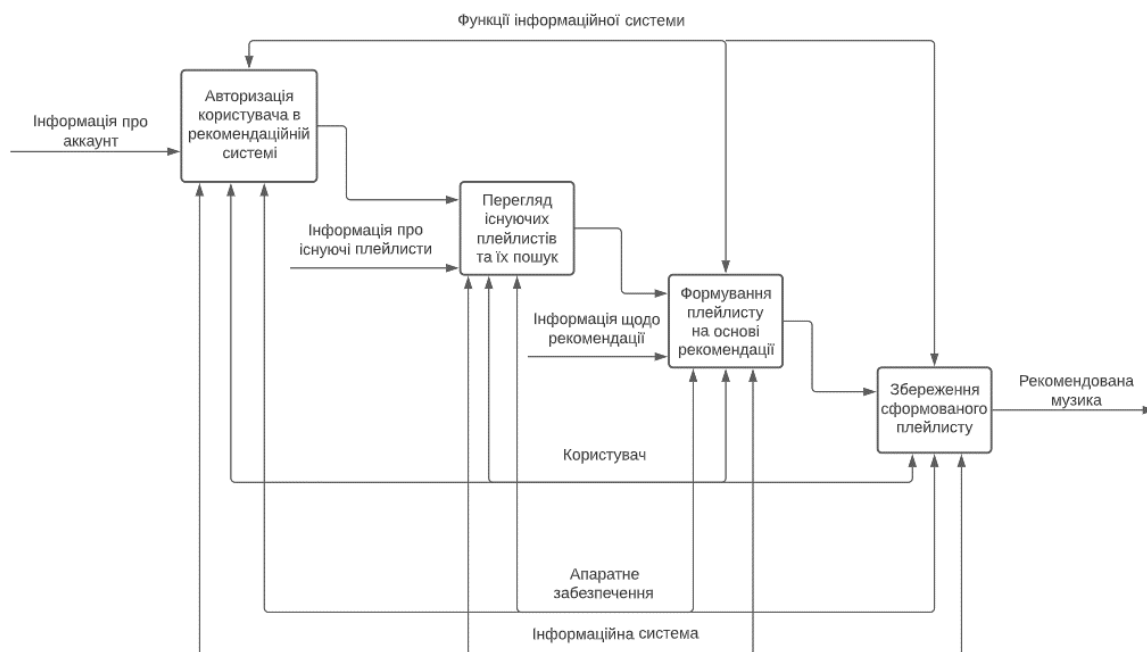 Функції інформаційної системи
Авторизація
користувача в
рекомендаційній
системі
Інформація про
аккаунт
Перегляд
існуючих
плейлистів
та їх пошук
Інформація про
існуючі плейлисти
Формування
плейлисту
на основі
рекомендації
Інформація щодо
рекомендації
Збереження
сформованого
плейлисту
Рекомендована
музика
Користувач
Апаратне
забезпечення
Інформаційна система